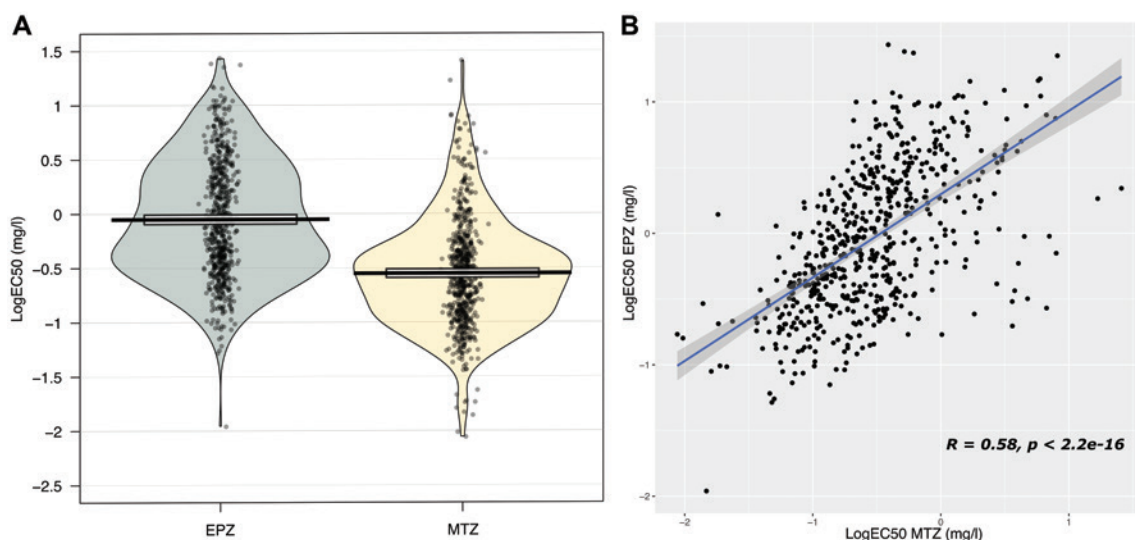 A
LogEC50 (mg/l)
1.5
1
0.5
0
−0.5
−1
−1.5
−2
−2.5
EPZ
MTZ
B
LogEC50 EPZ (mg/l)
1
0
−1
−2
R = 0.58, p < 2.2e-16
−2
−1
0
1
LogEC50 MTZ (mg/l)